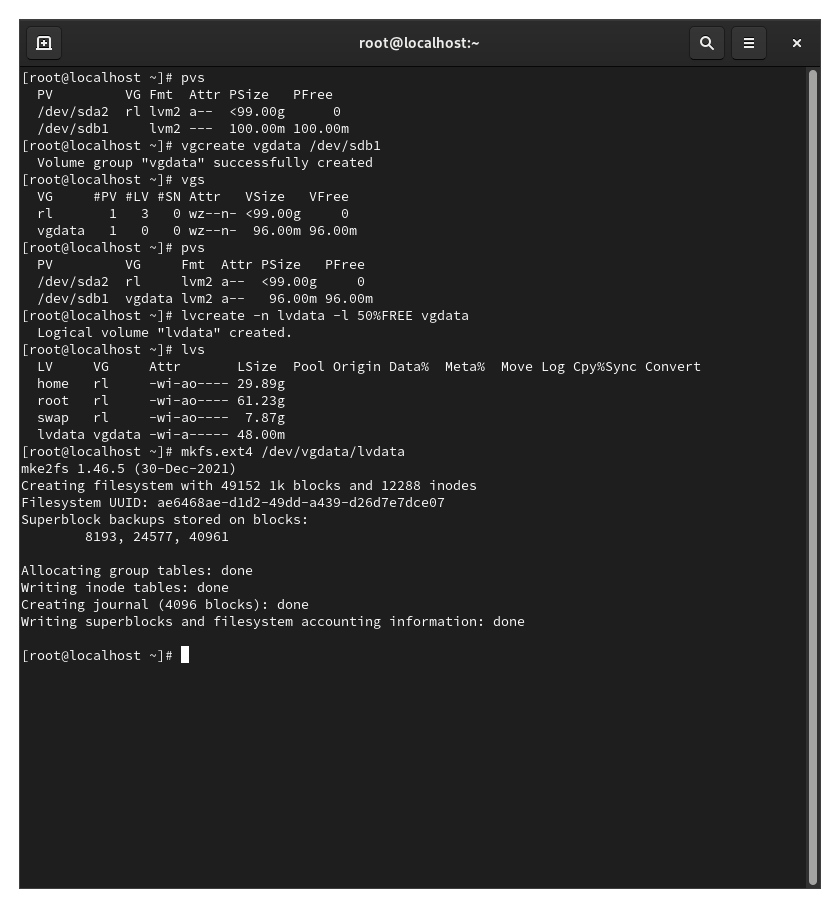 root@localhost:~
[root@localhost ~]# pvs
  PV         VG Fmt  Attr PSize   PFree
  /dev/sda2  rl lvm2 a--  <99.00g      0
  /dev/sdb1     lvm2 ---  100.00m 100.00m
[root@localhost ~]# vgcreate vgdata /dev/sdb1
  Volume group "vgdata" successfully created
[root@localhost ~]# vgs
  VG     #PV #LV #SN Attr   VSize   VFree
  rl       1   3   0 wz--n- <99.00g     0
  vgdata   1   0   0 wz--n-  96.00m 96.00m
[root@localhost ~]# pvs
  PV         VG     Fmt  Attr PSize   PFree
  /dev/sda2  rl     lvm2 a--  <99.00g     0
  /dev/sdb1  vgdata lvm2 a--   96.00m 96.00m
[root@localhost ~]# lvcreate -n lvdata -l 50%FREE vgdata
  Logical volume "lvdata" created.
[root@localhost ~]# lvs
  LV     VG     Attr       LSize  Pool Origin Data%  Meta%  Move Log Cpy%Sync Convert
  home   rl     -wi-ao---- 29.89g
  root   rl     -wi-ao---- 61.23g
  swap   rl     -wi-ao----  7.87g
  lvdata vgdata -wi-a----- 48.00m
[root@localhost ~]# mkfs.ext4 /dev/vgdata/lvdata
mke2fs 1.46.5 (30-Dec-2021)
Creating filesystem with 49152 1k blocks and 12288 inodes
Filesystem UUID: ae6468ae-d1d2-49dd-a439-d26d7e7dce07
Superblock backups stored on blocks:
        8193, 24577, 40961

Allocating group tables: done
Writing inode tables: done
Creating journal (4096 blocks): done
Writing superblocks and filesystem accounting information: done

[root@localhost ~]#